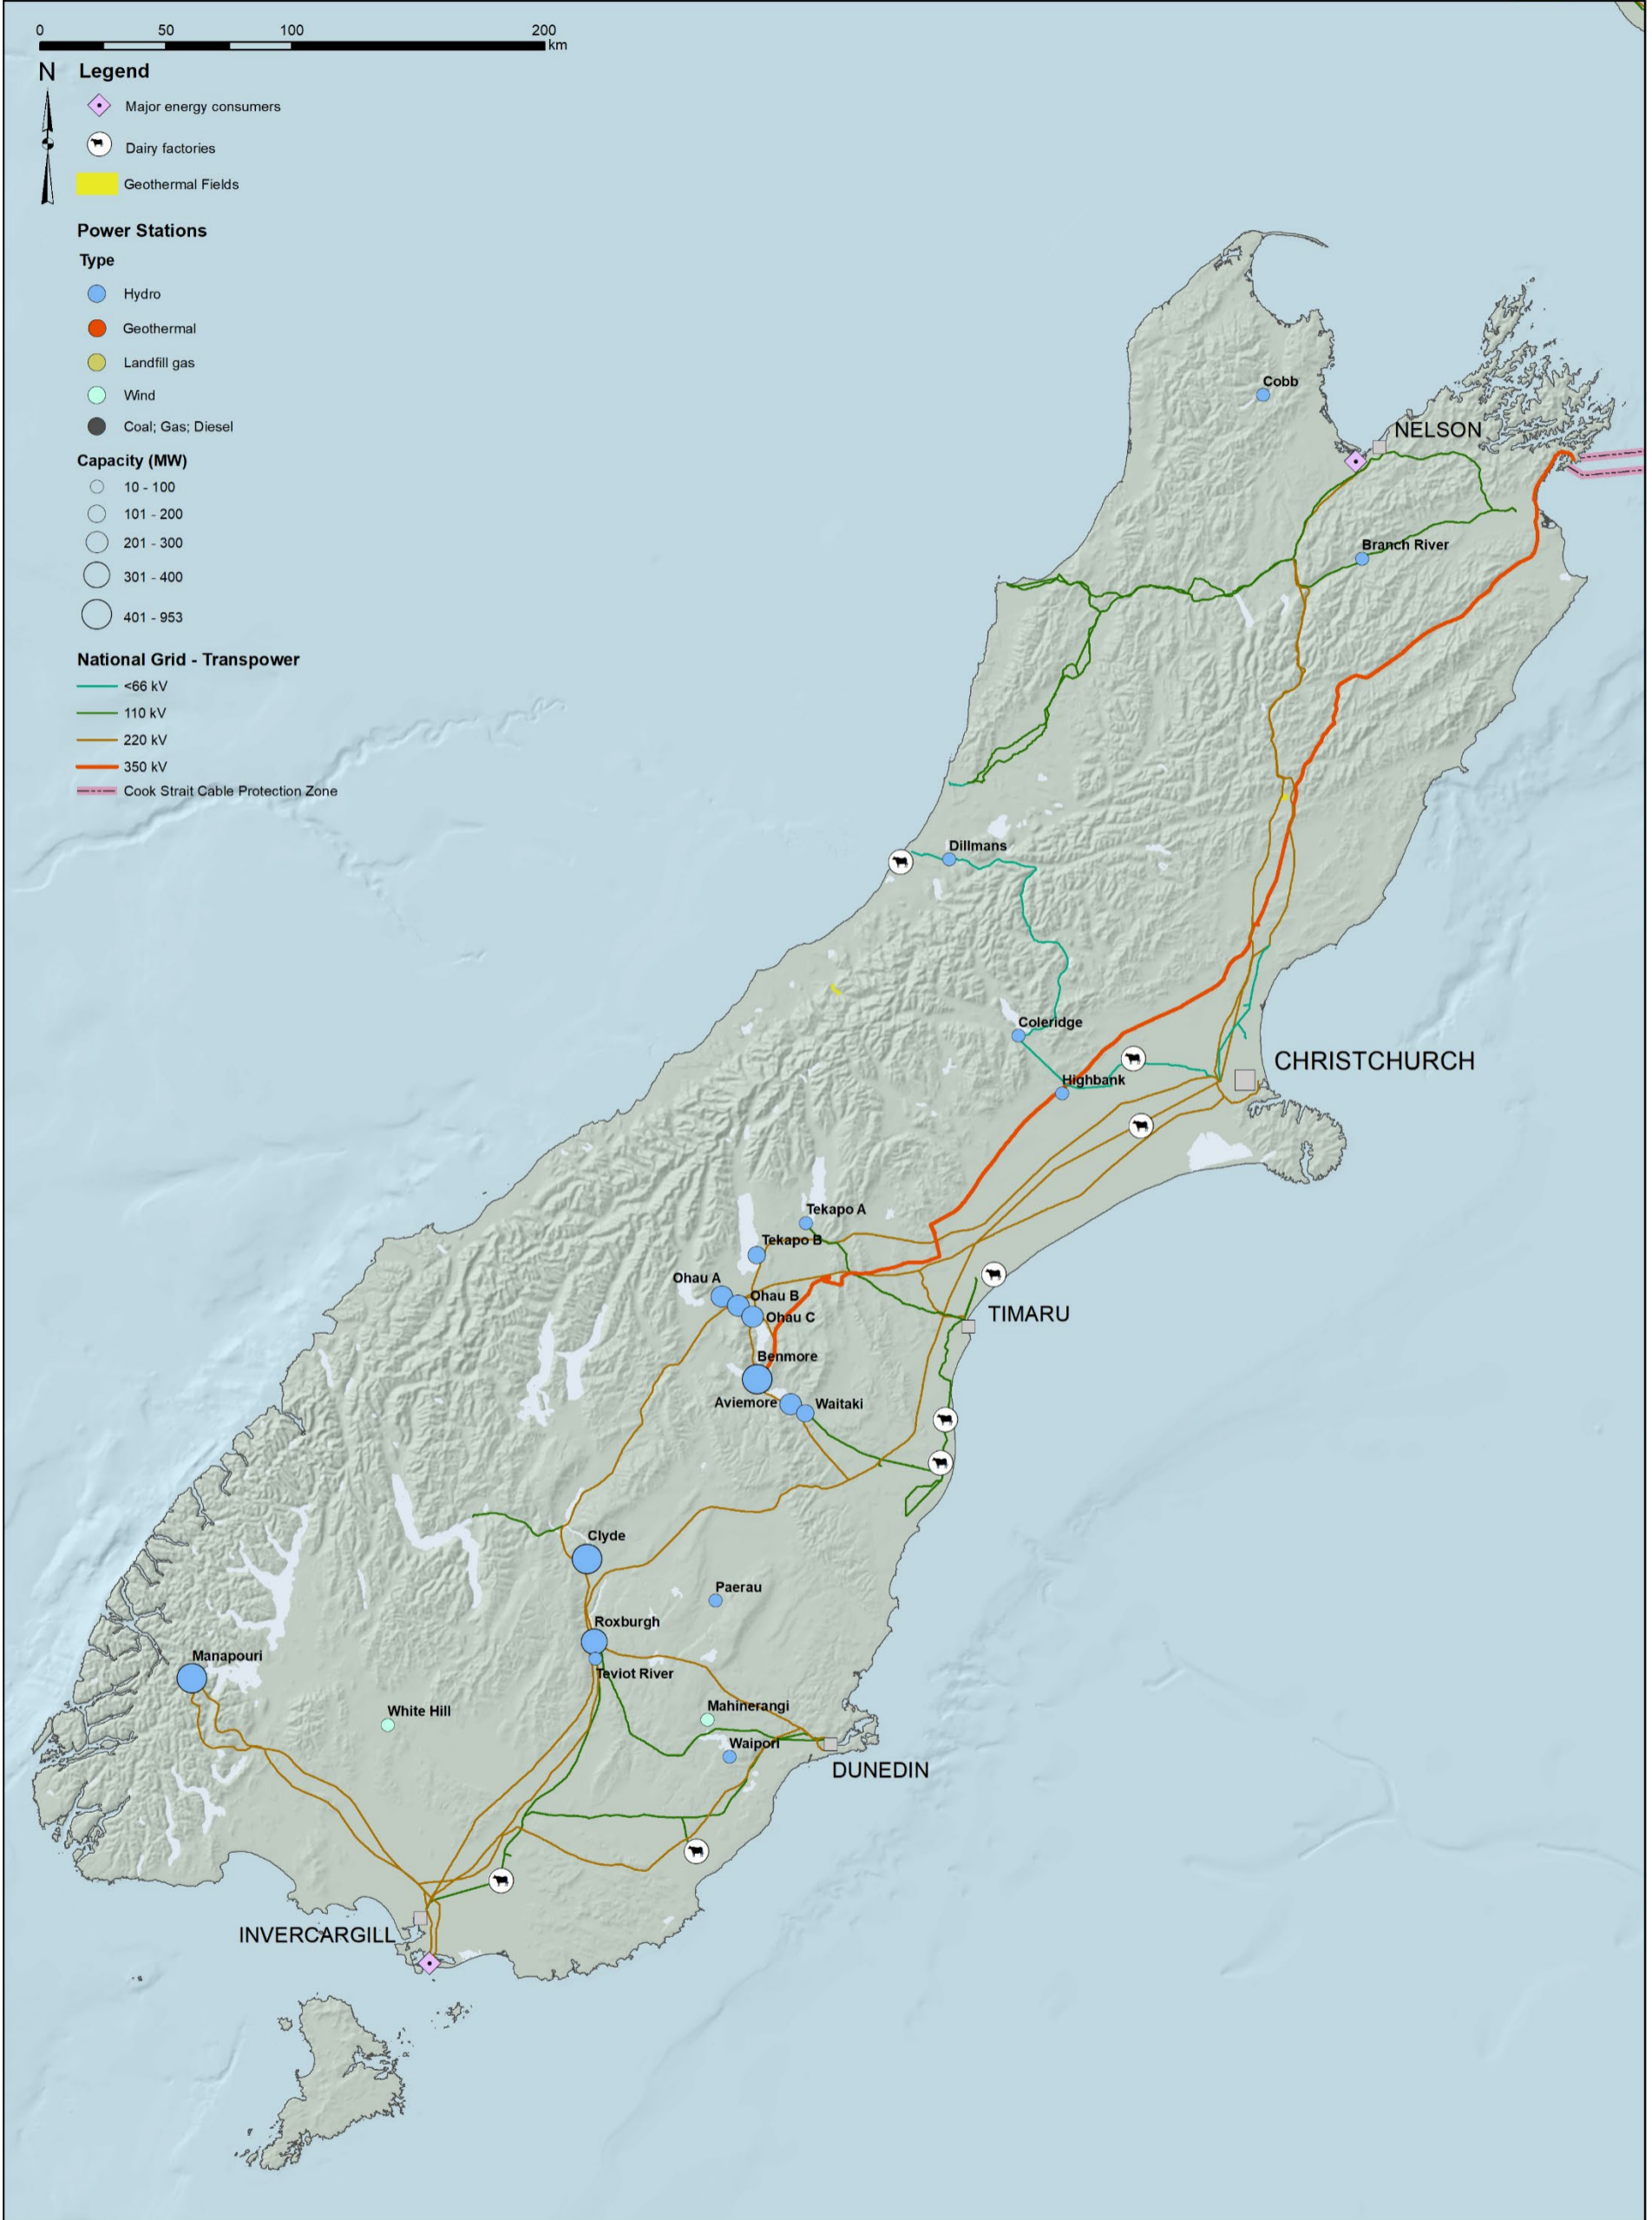 0 50 100 200
km
N
Legend
Major energy consumers
Dairy factories
Geothermal Fields
Power Stations
Type
Hydro
Geothermal
Landfill gas
Wind
Coal; Gas; Diesel
Capacity (MW)
10 - 100
101 - 200
201 - 300
301 - 400
401 - 953
National Grid - Transpower
<66 kV
110 kV
220 kV
350 kV
Cook Strait Cable Protection Zone
Cobb
NELSON
Branch River
Dillmans
Coleridge
CHRISTCHURCH
Highbank
Tekapo A
Tekapo B
Ohau A
Ohau B
Ohau C
TIMARU
Benmore
Aviemore
Waitaki
Clyde
Paerau
Roxburgh
Teviot River
Manapouri
White Hill
Mahinerangi
Waipori
DUNEDIN
INVERCARGILL